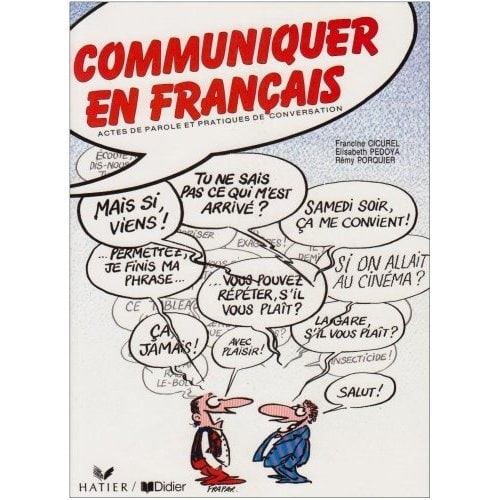 COMMUNIQUER
EN FRANÇAIS
ACTES DE PAROLE ET PRATIQUES DE CONVERSATION
Francine CICUREL
Elisabeth PEDOYA
Rémy PORQUIER
ÉCOUTE,
DIS-NOUS
TU NE SAIS
PAS CE QUI M'EST
ARRIVÉ ?
MAIS SI,
VIENS !
SAMEDI SOIR,
ÇA ME CONVIENT !
...PERMETTEZ,
JE FINIS MA
PHRASE...
SI ON ALLAIT
AU CINÉMA ?
...VOUS POUVEZ
RÉPÉTER, S'IL
VOUS PLAÎT ?
CE TABLEA
ÇA,
JAMAIS !
AVEC
PLAISIR !
LA GARE,
S'IL VOUS PLAÎT ?
INSECTICIDE !
LE-BOL
SALUT !
FRAPAR
HATIER / Didier